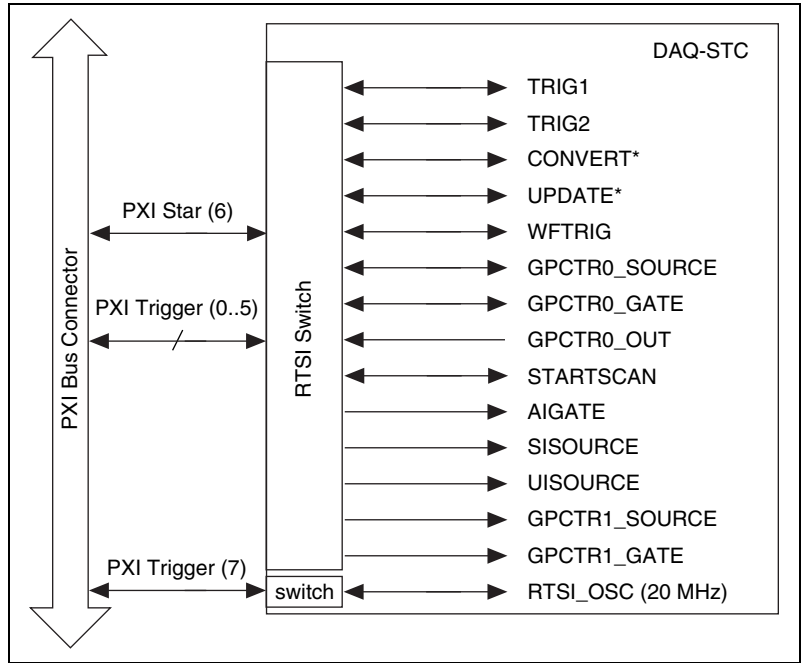 DAQ-STC
TRIG1
TRIG2
CONVERT*
UPDATE*
WFTRIG
GPCTR0_SOURCE
GPCTR0_GATE
GPCTR0_OUT
STARTSCAN
AIGATE
SISOURCE
UISOURCE
GPCTR1_SOURCE
GPCTR1_GATE
RTSI_OSC (20 MHz)
PXI Star (6)
PXI Trigger (0..5)
PXI Trigger (7)
PXI Bus Connector
RTSI Switch
switch